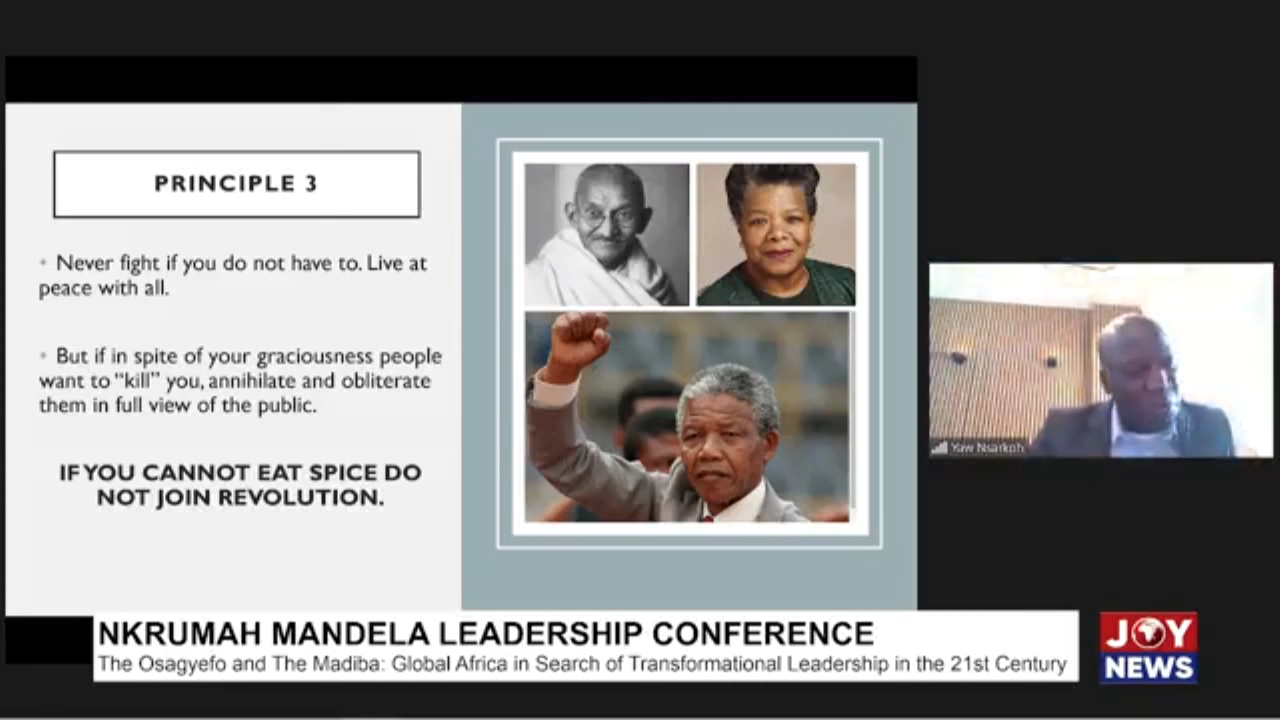 PRINCIPLE 3
• Never fight if you do not have to. Live at
peace with all.
• But if in spite of your graciousness people
want to “kill” you, annihilate and obliterate
them in full view of the public.
IF YOU CANNOT EAT SPICE DO
NOT JOIN REVOLUTION.
Yaw Nsarkoh
NKRUMAH MANDELA LEADERSHIP CONFERENCE
The Osagyefo and The Madiba: Global Africa in Search of Transformational Leadership in the 21st Century
JOY
NEWS